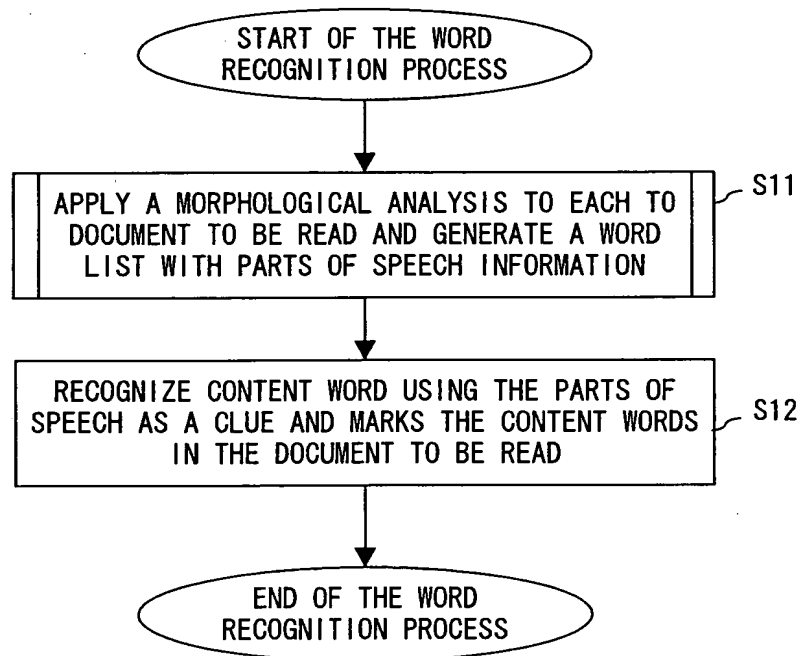 START OF THE WORD
RECOGNITION PROCESS
S11
APPLY A MORPHOLOGICAL ANALYSIS TO EACH TO
DOCUMENT TO BE READ AND GENERATE A WORD
LIST WITH PARTS OF SPEECH INFORMATION
S12
RECOGNIZE CONTENT WORD USING THE PARTS OF
SPEECH AS A CLUE AND MARKS THE CONTENT WORDS
IN THE DOCUMENT TO BE READ
END OF THE WORD
RECOGNITION PROCESS